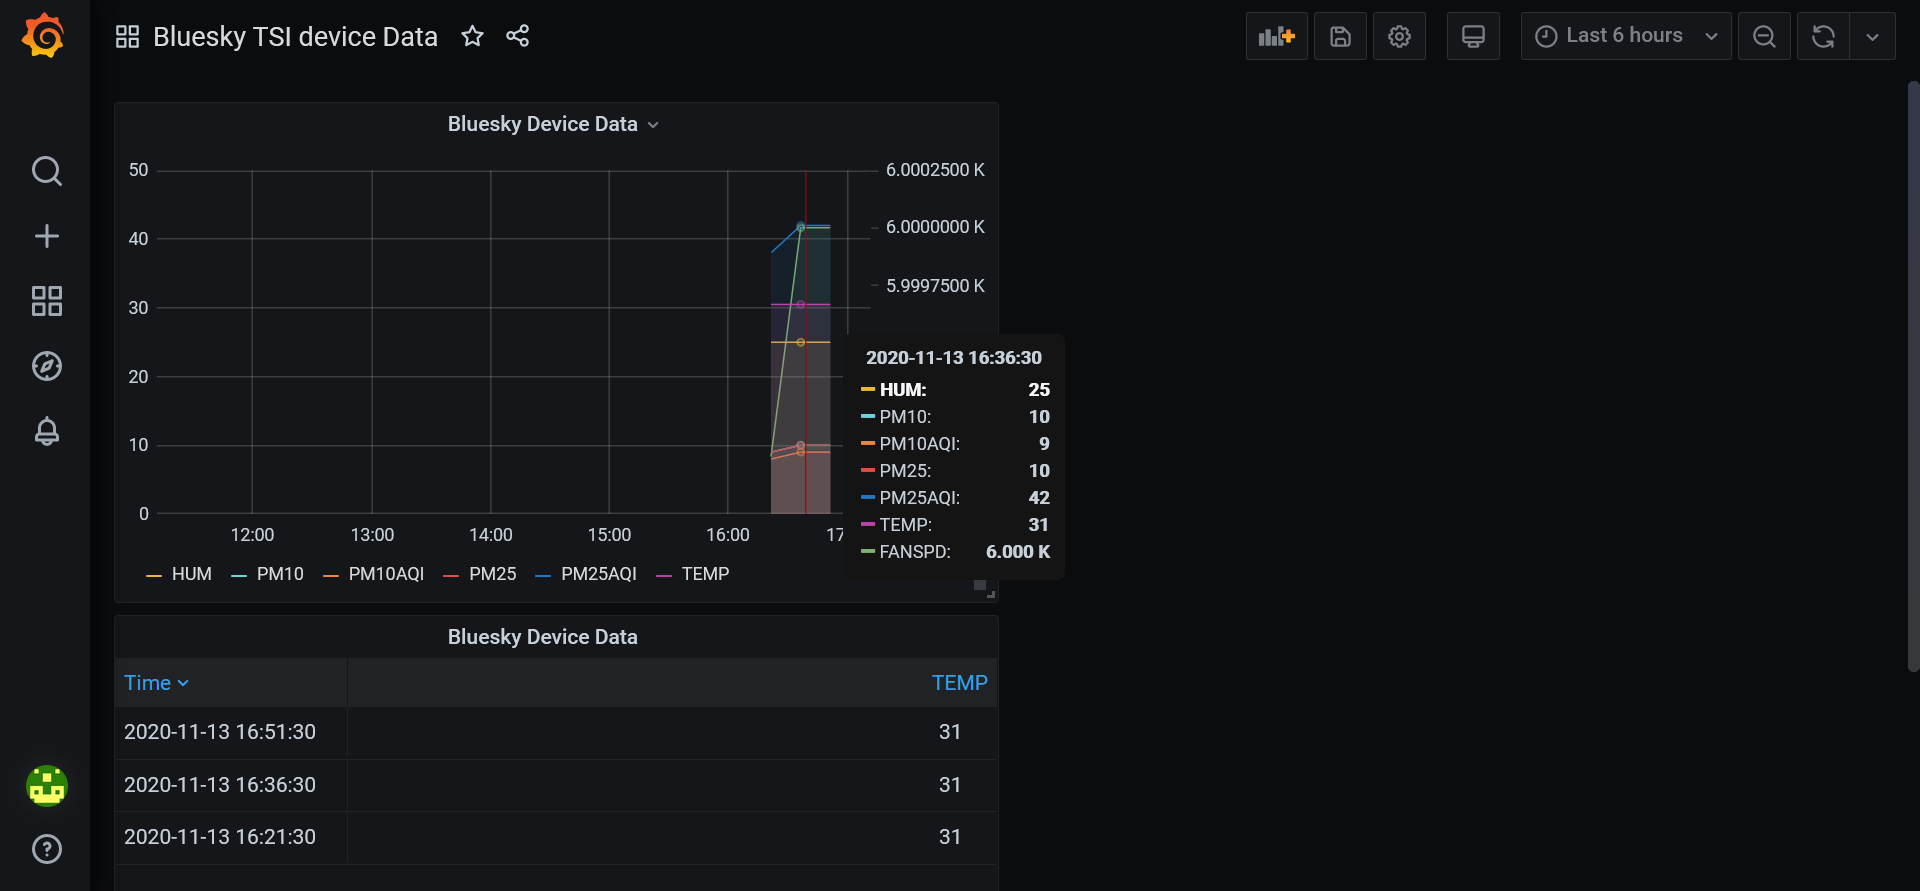 Bluesky TSI device Data
Last 6 hours
Bluesky Device Data
50 6.0002500 K
40 6.0000000 K
30 5.9997500 K
20
10
0
12:00 13:00 14:00 15:00 16:00 17
HUM PM10 PM10AQI PM25 PM25AQI TEMP
2020-11-13 16:36:30
HUM: 25
PM10: 10
PM10AQI: 9
PM25: 10
PM25AQI: 42
TEMP: 31
FANSPD: 6.000 K
Bluesky Device Data
Time TEMP
2020-11-13 16:51:30 31
2020-11-13 16:36:30 31
2020-11-13 16:21:30 31